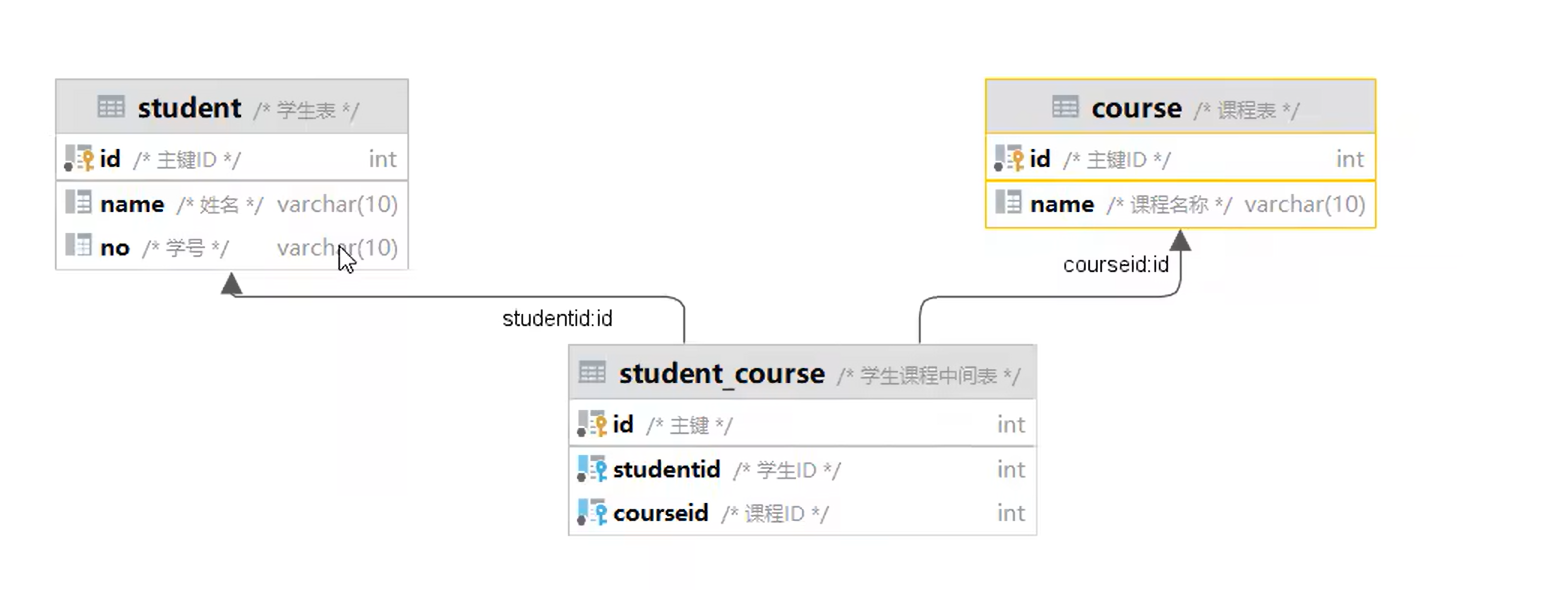 student /* 学生表 */
id /* 主键ID */ int
name /* 姓名 */ varchar(10)
no /* 学号 */ varchar(10)
course /* 课程表 */
id /* 主键ID */ int
name /* 课程名称 */ varchar(10)
courseid:id
studentid:id
student_course /* 学生课程中间表 */
id /* 主键 */ int
studentid /* 学生ID */ int
courseid /* 课程ID */ int